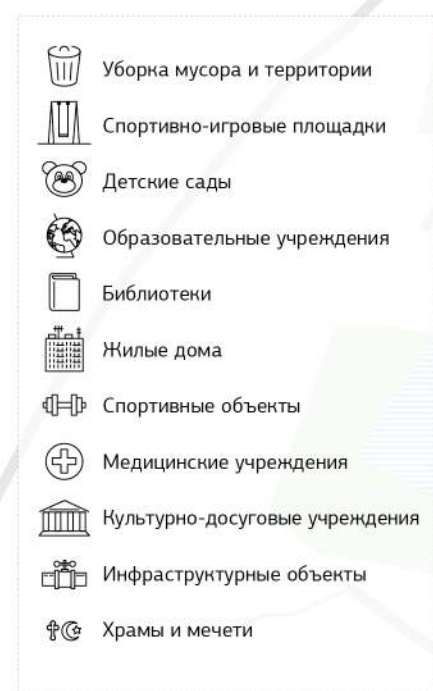 Уборка мусора и территории
Спортивно-игровые площадки
Детские сады
Образовательные учреждения
Библиотеки
Жилые дома
Спортивные объекты
Медицинские учреждения
Культурно-досуговые учреждения
Инфраструктурные объекты
Храмы и мечети